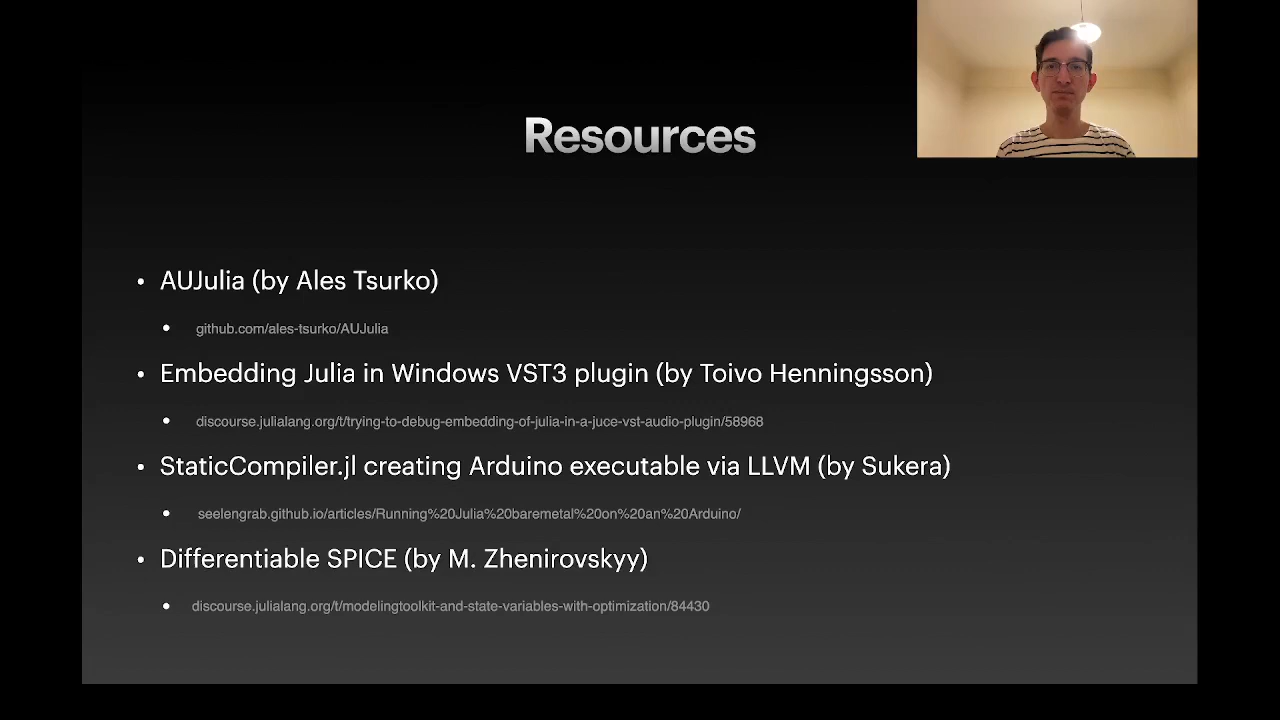 Resources
• AUJulia (by Ales Tsurko)
• github.com/ales-tsurko/AUJulia
• Embedding Julia in Windows VST3 plugin (by Toivo Henningsson)
• discourse.julialang.org/t/trying-to-debug-embedding-of-julia-in-a-juce-vst-audio-plugin/58968
• StaticCompiler.jl creating Arduino executable via LLVM (by Sukera)
• seelengrab.github.io/articles/Running%20Julia%20baremetal%20on%20an%20Arduino/
• Differentiable SPICE (by M. Zhenirovskyy)
• discourse.julialang.org/t/modelingtoolkit-and-state-variables-with-optimization/84430